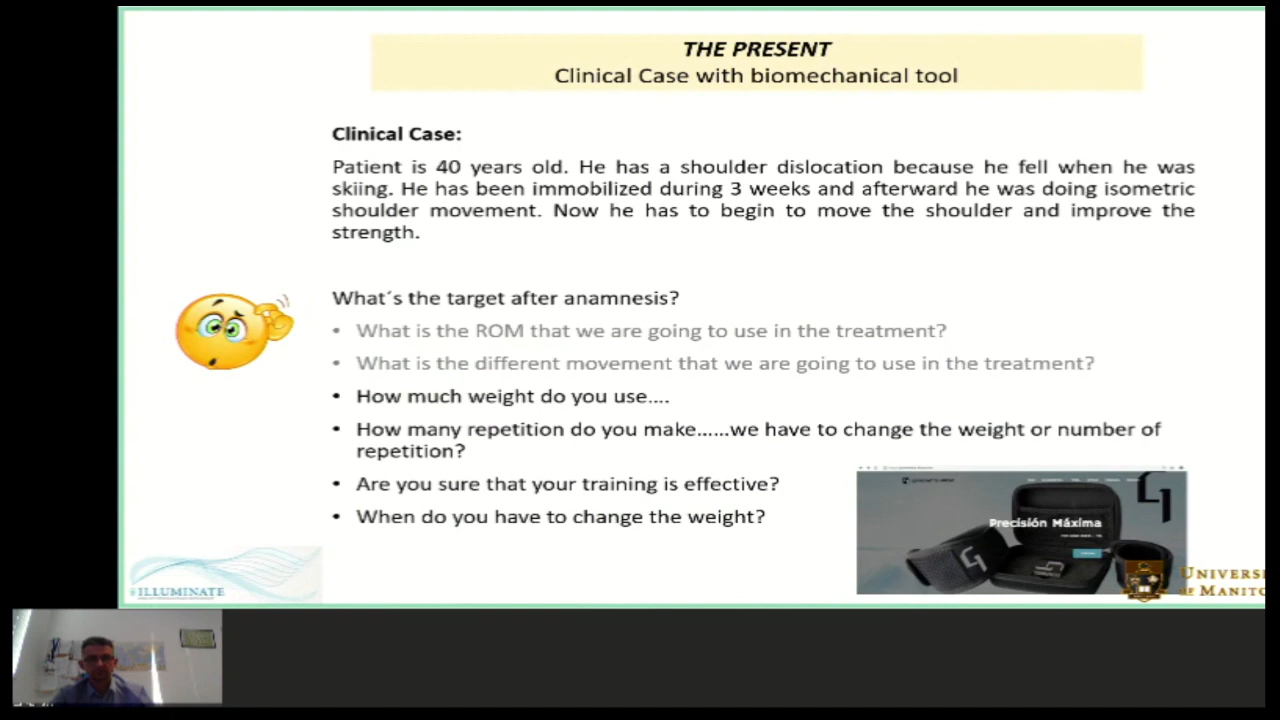 THE PRESENT
Clinical Case with biomechanical tool
Clinical Case:
Patient is 40 years old. He has a shoulder dislocation because he fell when he was
skiing. He has been immobilized during 3 weeks and afterward he was doing isometric
shoulder movement. Now he has to begin to move the shoulder and improve the
strength.
What´s the target after anamnesis?
• What is the ROM that we are going to use in the treatment?
• What is the different movement that we are going to use in the treatment?
• How much weight do you use....
• How many repetition do you make......we have to change the weight or number of
repetition?
• Are you sure that your training is effective?
• When do you have to change the weight?
Precisión Máxima
ILLUMINATE
UNIVERSI
OF MANITO